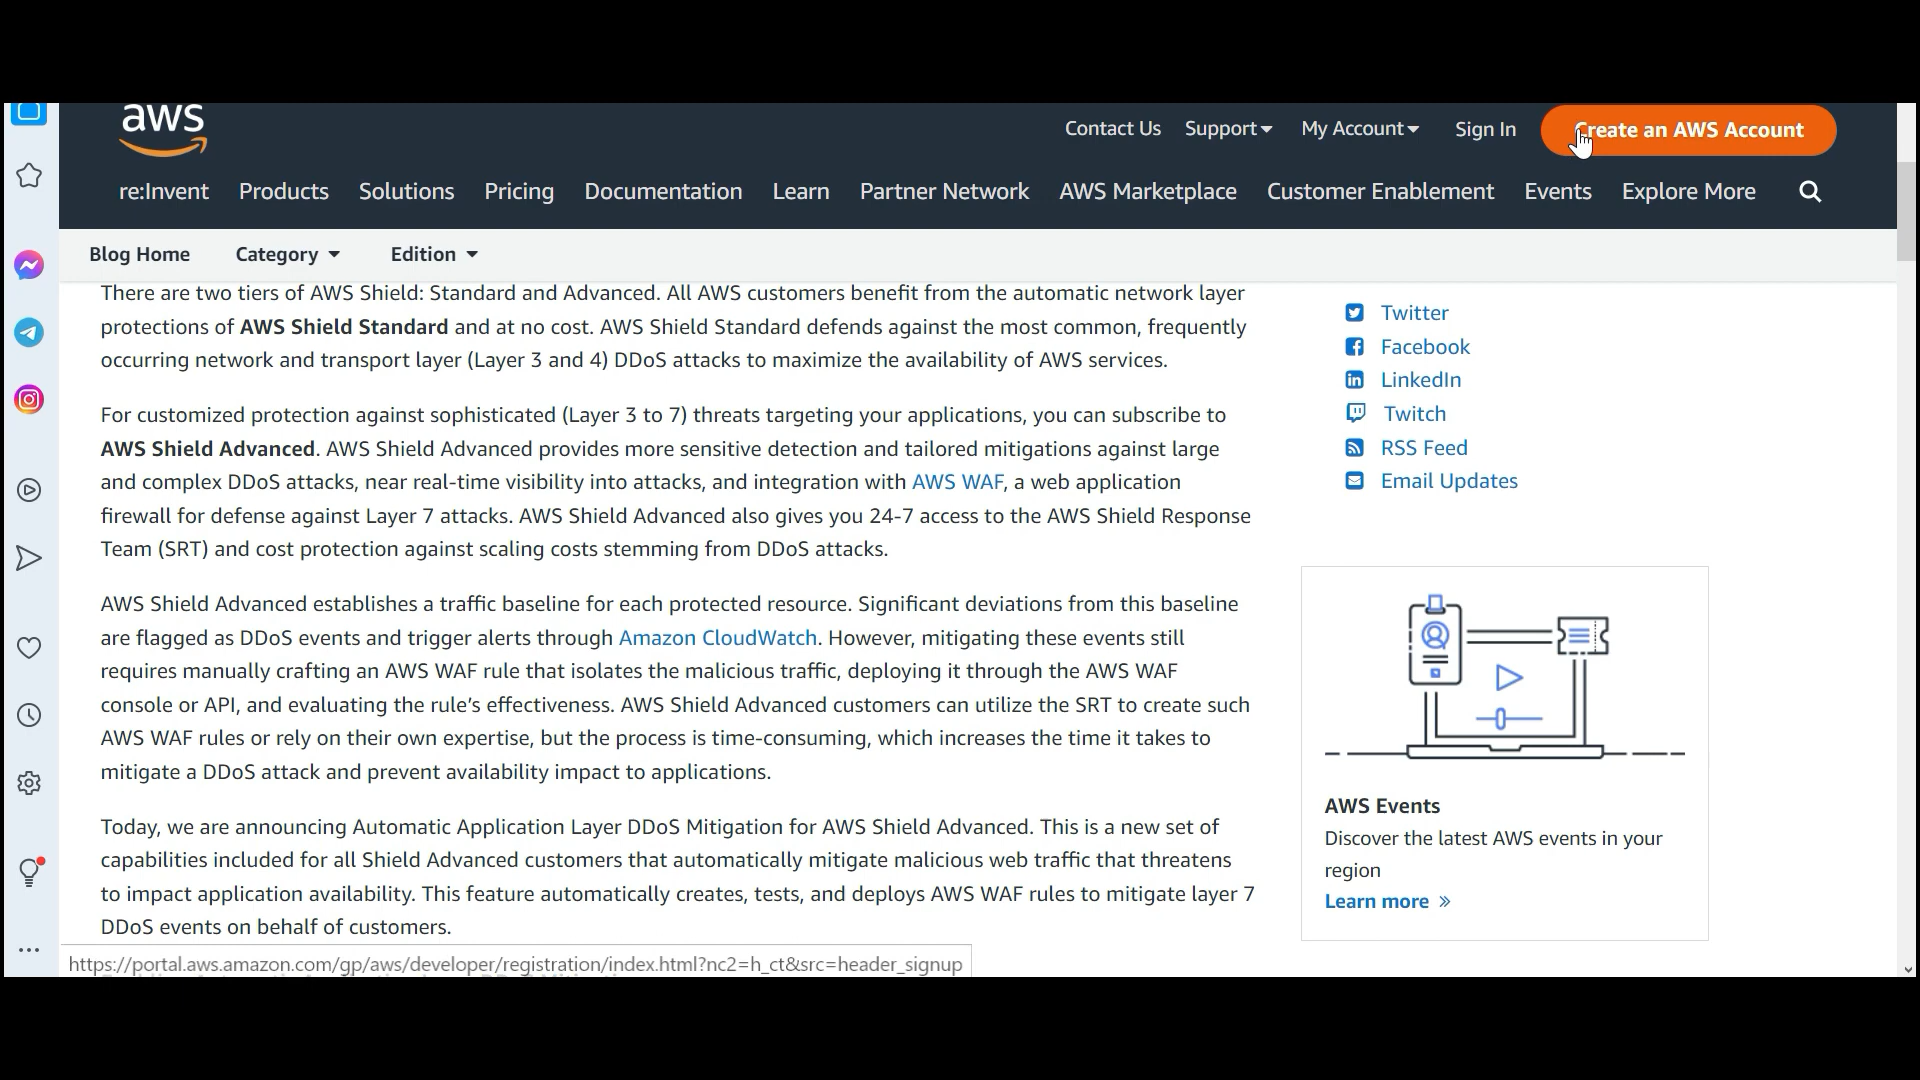 aws
Contact Us Support My Account Sign In Create an AWS Account
re:Invent Products Solutions Pricing Documentation Learn Partner Network AWS Marketplace Customer Enablement Events Explore More
Blog Home Category Edition
There are two tiers of AWS Shield: Standard and Advanced. All AWS customers benefit from the automatic network layer
protections of AWS Shield Standard and at no cost. AWS Shield Standard defends against the most common, frequently
occurring network and transport layer (Layer 3 and 4) DDoS attacks to maximize the availability of AWS services.
For customized protection against sophisticated (Layer 3 to 7) threats targeting your applications, you can subscribe to
AWS Shield Advanced. AWS Shield Advanced provides more sensitive detection and tailored mitigations against large
and complex DDoS attacks, near real-time visibility into attacks, and integration with AWS WAF, a web application
firewall for defense against Layer 7 attacks. AWS Shield Advanced also gives you 24-7 access to the AWS Shield Response
Team (SRT) and cost protection against scaling costs stemming from DDoS attacks.
AWS Shield Advanced establishes a traffic baseline for each protected resource. Significant deviations from this baseline
are flagged as DDoS events and trigger alerts through Amazon CloudWatch. However, mitigating these events still
requires manually crafting an AWS WAF rule that isolates the malicious traffic, deploying it through the AWS WAF
console or API, and evaluating the rule's effectiveness. AWS Shield Advanced customers can utilize the SRT to create such
AWS WAF rules or rely on their own expertise, but the process is time-consuming, which increases the time it takes to
mitigate a DDoS attack and prevent availability impact to applications.
Today, we are announcing Automatic Application Layer DDoS Mitigation for AWS Shield Advanced. This is a new set of
capabilities included for all Shield Advanced customers that automatically mitigate malicious web traffic that threatens
to impact application availability. This feature automatically creates, tests, and deploys AWS WAF rules to mitigate layer 7
DDoS events on behalf of customers.
Twitter
Facebook
LinkedIn
Twitch
RSS Feed
Email Updates
AWS Events
Discover the latest AWS events in your
region
Learn more »
https://portal.aws.amazon.com/gp/aws/developer/registration/index.html?nc2=h_ct&src=header_signup